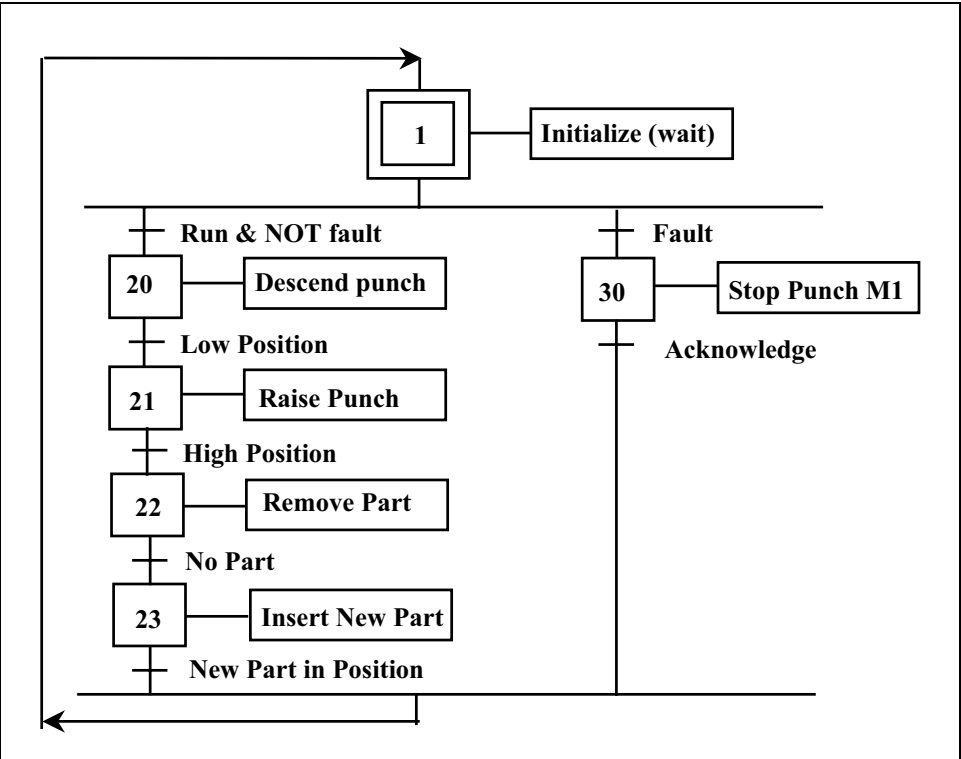 1
Initialize (wait)
Run & NOT fault
Fault
20
Descend punch
30
Stop Punch M1
Low Position
Acknowledge
21
Raise Punch
High Position
22
Remove Part
No Part
23
Insert New Part
New Part in Position